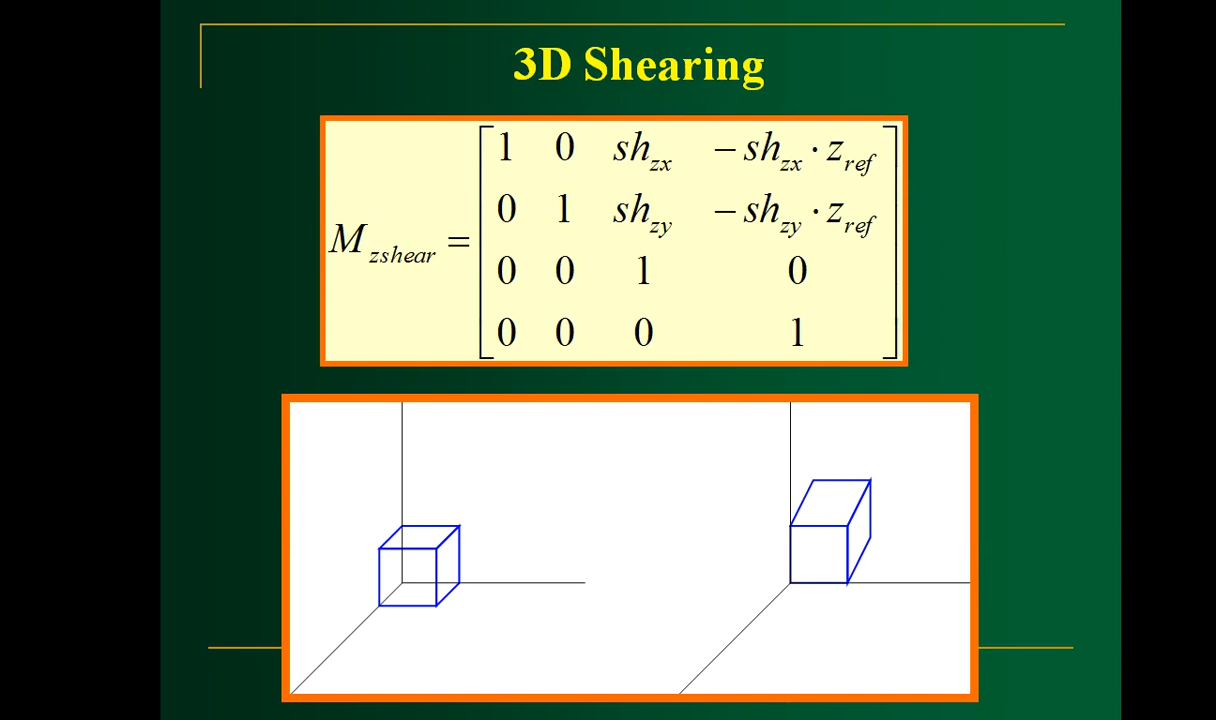 3D Shearing
1 0 sh_zx − sh_zx · z_ref
0 1 sh_zy − sh_zy · z_ref
M_zshear =
0 0 1 0
0 0 0 1